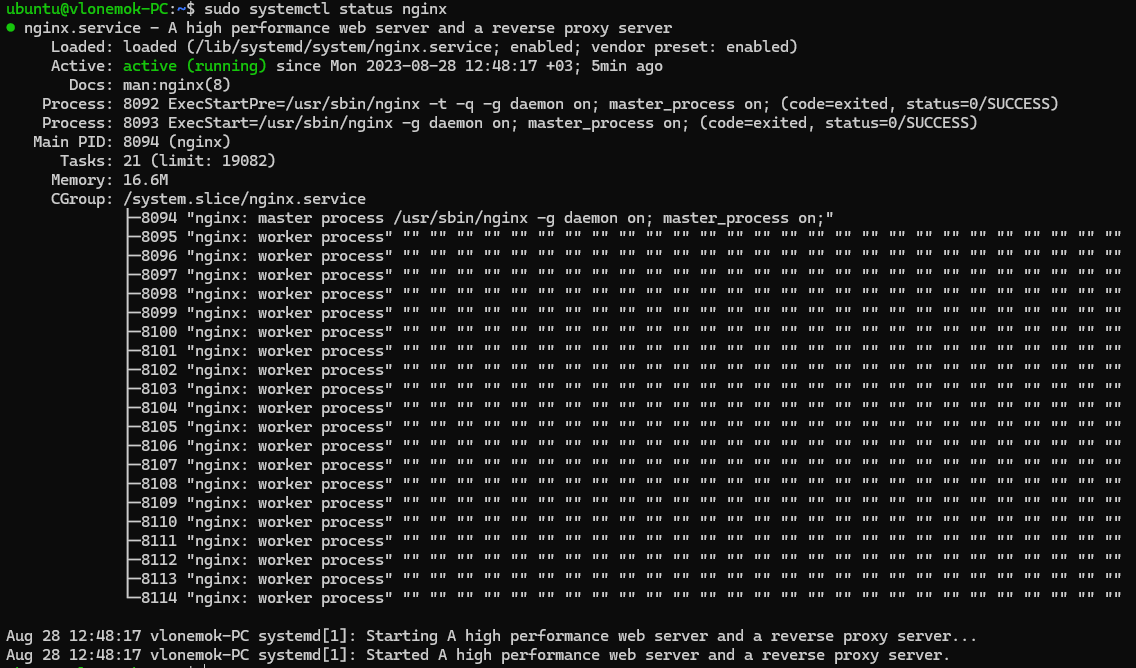 ubuntu@vlonemok-PC:~$ sudo systemctl status nginx
● nginx.service - A high performance web server and a reverse proxy server
     Loaded: loaded (/lib/systemd/system/nginx.service; enabled; vendor preset: enabled)
     Active: active (running) since Mon 2023-08-28 12:48:17 +03; 5min ago
       Docs: man:nginx(8)
    Process: 8092 ExecStartPre=/usr/sbin/nginx -t -q -g daemon on; master_process on; (code=exited, status=0/SUCCESS)
    Process: 8093 ExecStart=/usr/sbin/nginx -g daemon on; master_process on; (code=exited, status=0/SUCCESS)
   Main PID: 8094 (nginx)
      Tasks: 21 (limit: 19082)
     Memory: 16.6M
     CGroup: /system.slice/nginx.service
             ├─8094 "nginx: master process /usr/sbin/nginx -g daemon on; master_process on;"
             ├─8095 "nginx: worker process" "" "" "" "" "" "" "" "" "" "" "" "" "" "" "" "" "" "" "" "" "" "" "" "" "" "" ""
             ├─8096 "nginx: worker process" "" "" "" "" "" "" "" "" "" "" "" "" "" "" "" "" "" "" "" "" "" "" "" "" "" "" ""
             ├─8097 "nginx: worker process" "" "" "" "" "" "" "" "" "" "" "" "" "" "" "" "" "" "" "" "" "" "" "" "" "" "" ""
             ├─8098 "nginx: worker process" "" "" "" "" "" "" "" "" "" "" "" "" "" "" "" "" "" "" "" "" "" "" "" "" "" "" ""
             ├─8099 "nginx: worker process" "" "" "" "" "" "" "" "" "" "" "" "" "" "" "" "" "" "" "" "" "" "" "" "" "" "" ""
             ├─8100 "nginx: worker process" "" "" "" "" "" "" "" "" "" "" "" "" "" "" "" "" "" "" "" "" "" "" "" "" "" "" ""
             ├─8101 "nginx: worker process" "" "" "" "" "" "" "" "" "" "" "" "" "" "" "" "" "" "" "" "" "" "" "" "" "" "" ""
             ├─8102 "nginx: worker process" "" "" "" "" "" "" "" "" "" "" "" "" "" "" "" "" "" "" "" "" "" "" "" "" "" "" ""
             ├─8103 "nginx: worker process" "" "" "" "" "" "" "" "" "" "" "" "" "" "" "" "" "" "" "" "" "" "" "" "" "" "" ""
             ├─8104 "nginx: worker process" "" "" "" "" "" "" "" "" "" "" "" "" "" "" "" "" "" "" "" "" "" "" "" "" "" "" ""
             ├─8105 "nginx: worker process" "" "" "" "" "" "" "" "" "" "" "" "" "" "" "" "" "" "" "" "" "" "" "" "" "" "" ""
             ├─8106 "nginx: worker process" "" "" "" "" "" "" "" "" "" "" "" "" "" "" "" "" "" "" "" "" "" "" "" "" "" "" ""
             ├─8107 "nginx: worker process" "" "" "" "" "" "" "" "" "" "" "" "" "" "" "" "" "" "" "" "" "" "" "" "" "" "" ""
             ├─8108 "nginx: worker process" "" "" "" "" "" "" "" "" "" "" "" "" "" "" "" "" "" "" "" "" "" "" "" "" "" "" ""
             ├─8109 "nginx: worker process" "" "" "" "" "" "" "" "" "" "" "" "" "" "" "" "" "" "" "" "" "" "" "" "" "" "" ""
             ├─8110 "nginx: worker process" "" "" "" "" "" "" "" "" "" "" "" "" "" "" "" "" "" "" "" "" "" "" "" "" "" "" ""
             ├─8111 "nginx: worker process" "" "" "" "" "" "" "" "" "" "" "" "" "" "" "" "" "" "" "" "" "" "" "" "" "" "" ""
             ├─8112 "nginx: worker process" "" "" "" "" "" "" "" "" "" "" "" "" "" "" "" "" "" "" "" "" "" "" "" "" "" "" ""
             ├─8113 "nginx: worker process" "" "" "" "" "" "" "" "" "" "" "" "" "" "" "" "" "" "" "" "" "" "" "" "" "" "" ""
             └─8114 "nginx: worker process" "" "" "" "" "" "" "" "" "" "" "" "" "" "" "" "" "" "" "" "" "" "" "" "" "" "" ""
Aug 28 12:48:17 vlonemok-PC systemd[1]: Starting A high performance web server and a reverse proxy server...
Aug 28 12:48:17 vlonemok-PC systemd[1]: Started A high performance web server and a reverse proxy server.